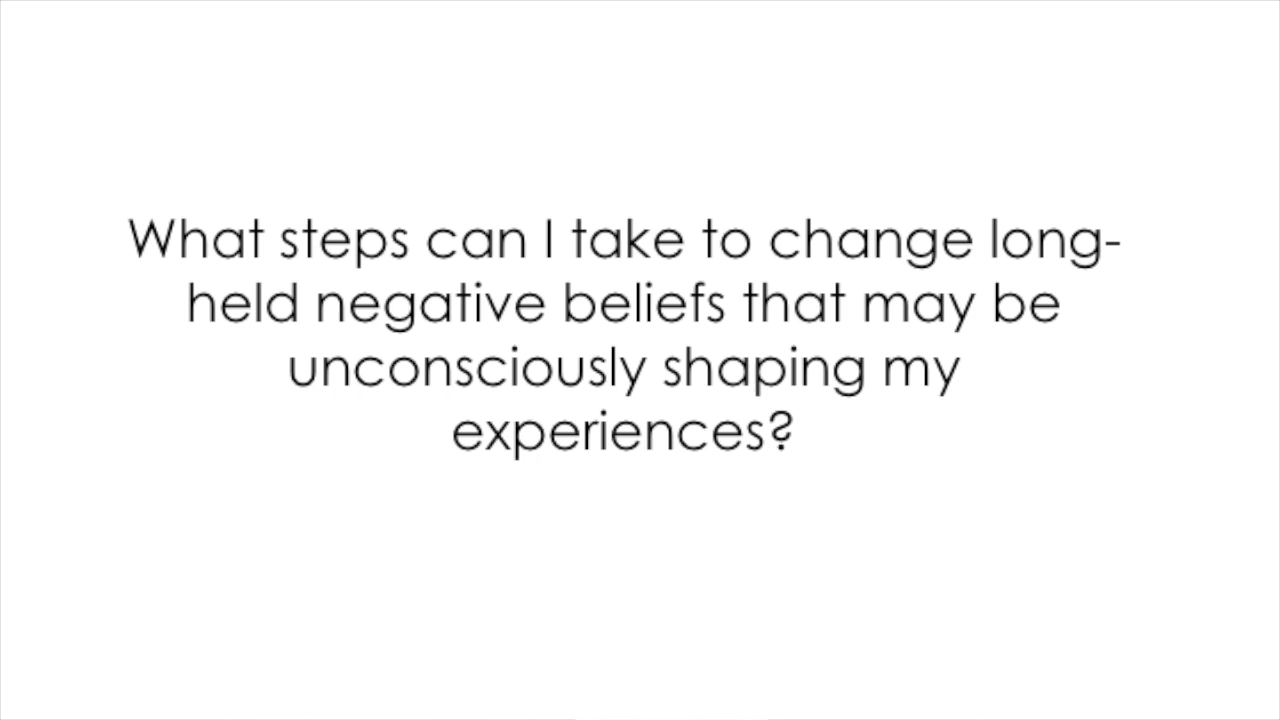 What steps can I take to change long-
held negative beliefs that may be
unconsciously shaping my
experiences?